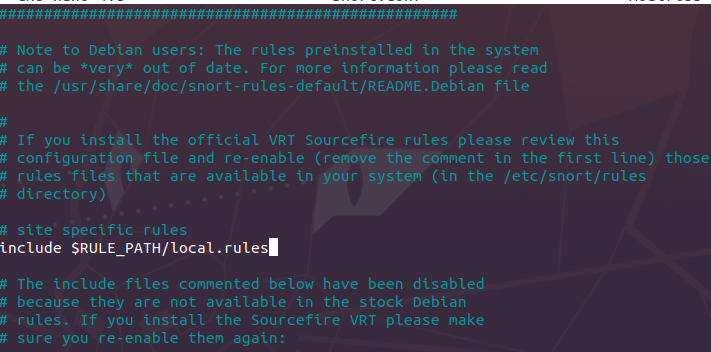 ####################################################
# Note to Debian users: The rules preinstalled in the system
# can be *very* out of date. For more information please read
# the /usr/share/doc/snort-rules-default/README.Debian file
#
# If you install the official VRT Sourcefire rules please review this
# configuration file and re-enable (remove the comment in the first line) those
# rules files that are available in your system (in the /etc/snort/rules
# directory)
# site specific rules
include $RULE_PATH/local.rules
# The include files commented below have been disabled
# because they are not available in the stock Debian
# rules. If you install the Sourcefire VRT please make
# sure you re-enable them again: